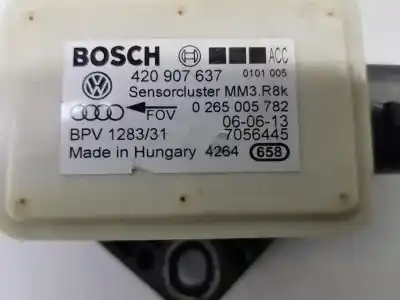 BOSCH ACC
420 907 637 0101 005
Sensorcluster MM3.R8k
FOV 0 265 005 782
06-06-13
BPV 1283/31 7056445
Made in Hungary 4264 658